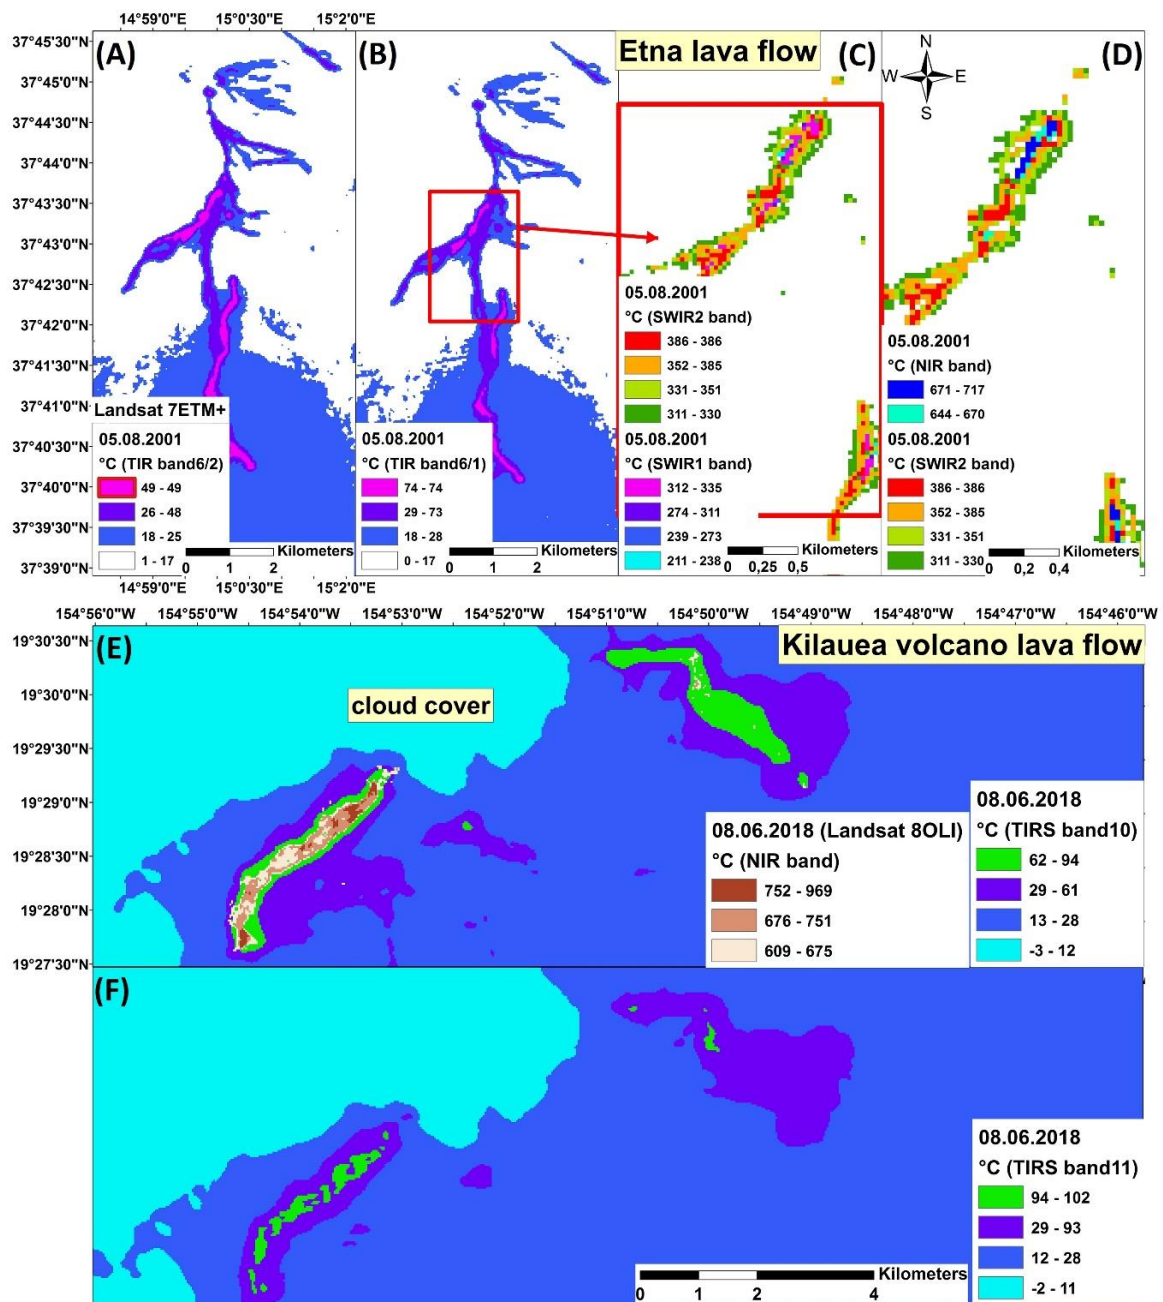 14°59'0"E 15°0'30"E 15°2'0"E
37°45'30"N
37°45'0"N
37°44'30"N
37°44'0"N
37°43'30"N
37°43'0"N
37°42'30"N
37°42'0"N
37°41'30"N
37°41'0"N
37°40'30"N
37°40'0"N
37°39'30"N
37°39'0"N
(A)
Landsat 7ETM+
05.08.2001
°C (TIR band6/2)
49 - 49
26 - 48
18 - 25
1 - 17
Kilometers
0 1 2
(B)
05.08.2001
°C (TIR band6/1)
74 - 74
29 - 73
18 - 28
0 - 17
Kilometers
0 1 2
Etna lava flow
(C)
05.08.2001
°C (SWIR2 band)
386 - 386
352 - 385
331 - 351
311 - 330
05.08.2001
°C (SWIR1 band)
312 - 335
274 - 311
239 - 273
211 - 238
Kilometers
0 0,25 0,5
(D)
N
W E
S
05.08.2001
°C (NIR band)
671 - 717
644 - 670
05.08.2001
°C (SWIR2 band)
386 - 386
352 - 385
331 - 351
311 - 330
Kilometers
0 0,2 0,4
14°59'0"E 15°0'30"E 15°2'0"E
154°56'0"W 154°55'0"W 154°54'0"W 154°53'0"W 154°52'0"W 154°51'0"W 154°50'0"W 154°49'0"W 154°48'0"W 154°47'0"W 154°46'0"W
19°30'30"N
19°30'0"N
19°29'30"N
19°29'0"N
19°28'30"N
19°28'0"N
19°27'30"N
(E)
Kilauea volcano lava flow
cloud cover
08.06.2018 (Landsat 8OLI)
°C (NIR band)
752 - 969
676 - 751
609 - 675
08.06.2018
°C (TIRS band10)
62 - 94
29 - 61
13 - 28
-3 - 12
(F)
08.06.2018
°C (TIRS band11)
94 - 102
29 - 93
12 - 28
-2 - 11
Kilometers
0 1 2 4